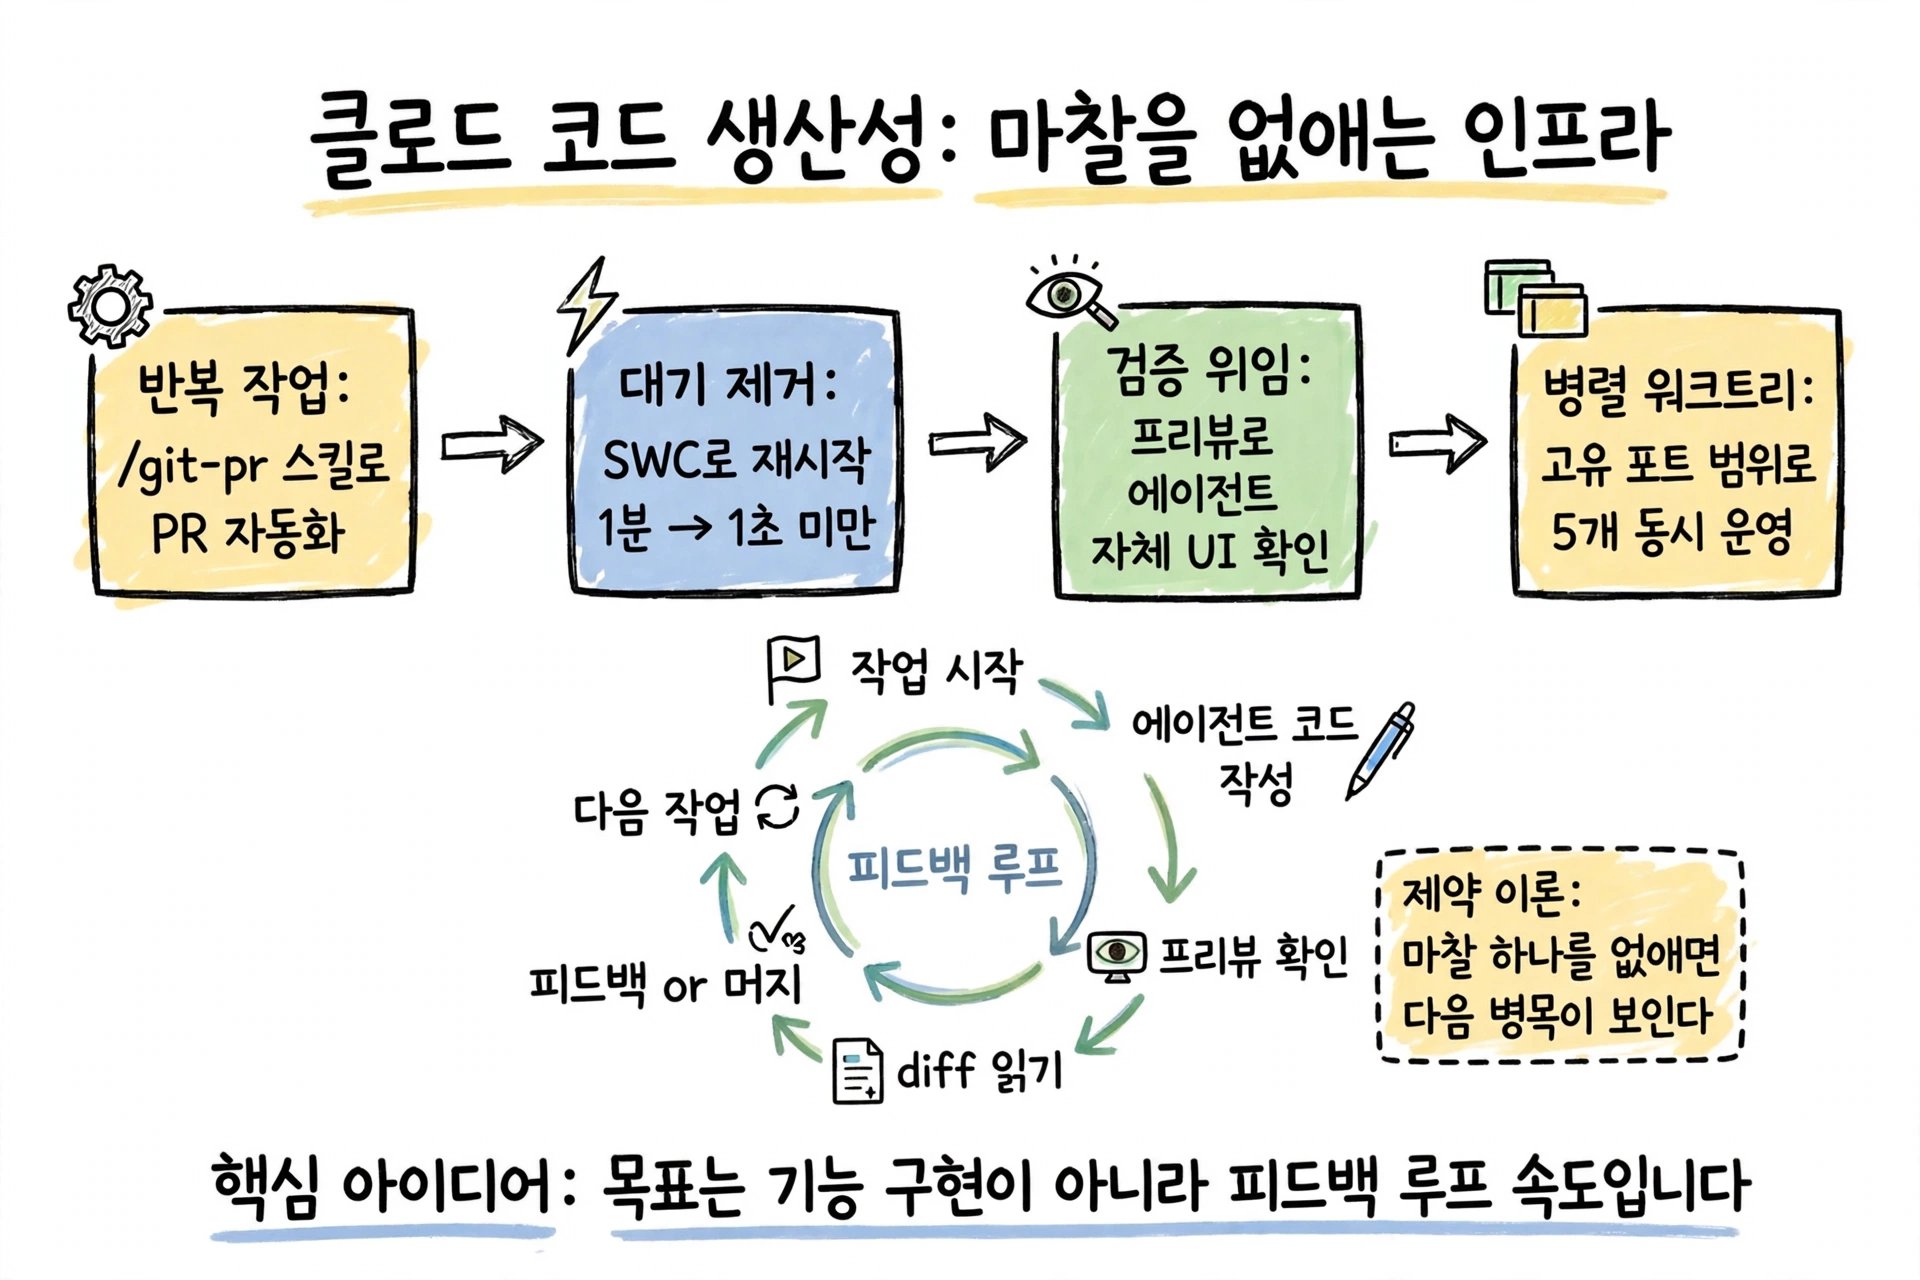 클로드 코드 생산성: 마찰을 없애는 인프라
반복 작업:
/git-pr 스킬로
PR 자동화
대기 제거:
SWC로 재시작
1분 → 1초 미만
검증 위임:
프리뷰로
에이전트
자체 UI 확인
병렬 워크트리:
고유 포트 범위로
5개 동시 운영
작업 시작
에이전트 코드
작성
프리뷰 확인
diff 읽기
피드백 or 머지
다음 작업
피드백 루프
제약 이론:
마찰 하나를 없애면
다음 병목이 보인다
핵심 아이디어: 목표는 기능 구현이 아니라 피드백 루프 속도입니다